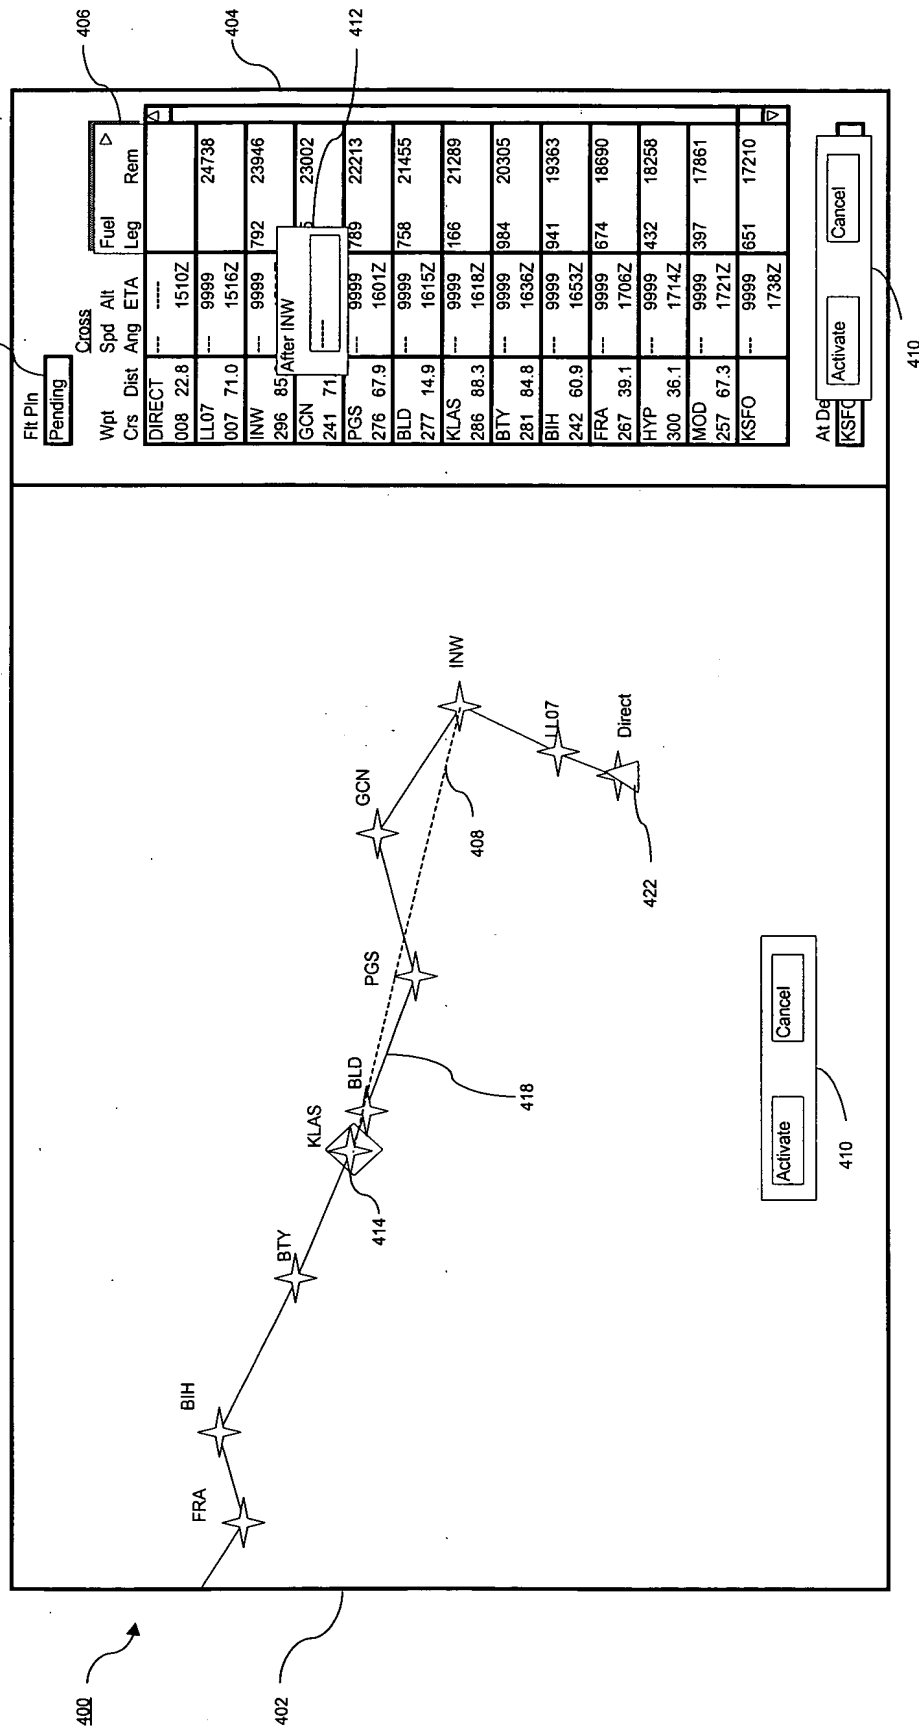 400
402
FRA
BIH
BTY
KLAS
414
BLD
418
PGS
GCN
408
INW
LL07
Direct
422
Activate
Cancel
410
404
406
412
Flt Pln
Pending
Cross
Wpt Spd Alt Fuel
Crs Dist Ang ETA Leg Rem
DIRECT --- -----
008 22.8 1510Z
LL07 --- 9999 24738
007 71.0 1516Z
INW --- 9999 792 23946
296 85
After INW
----
GCN 23002
241 71.
PGS --- 9999 789 22213
276 67.9 1601Z
BLD --- 9999 758 21455
277 14.9 1615Z
KLAS --- 9999 166 21289
286 88.3 1618Z
BTY --- 9999 984 20305
281 84.8 1636Z
BIH --- 9999 941 19363
242 60.9 1653Z
FRA --- 9999 674 18690
267 39.1 1706Z
HYP --- 9999 432 18258
300 36.1 1714Z
MOD --- 9999 397 17861
257 67.3 1721Z
KSFO --- 9999 651 17210
1738Z
At De
KSFO
Activate
Cancel
410